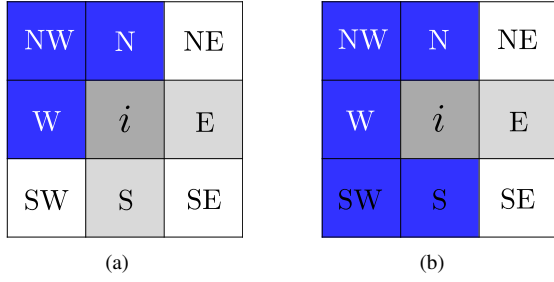 NW N NE NW N NE
W i E W i E
SW S SE SW S SE
(a) (b)